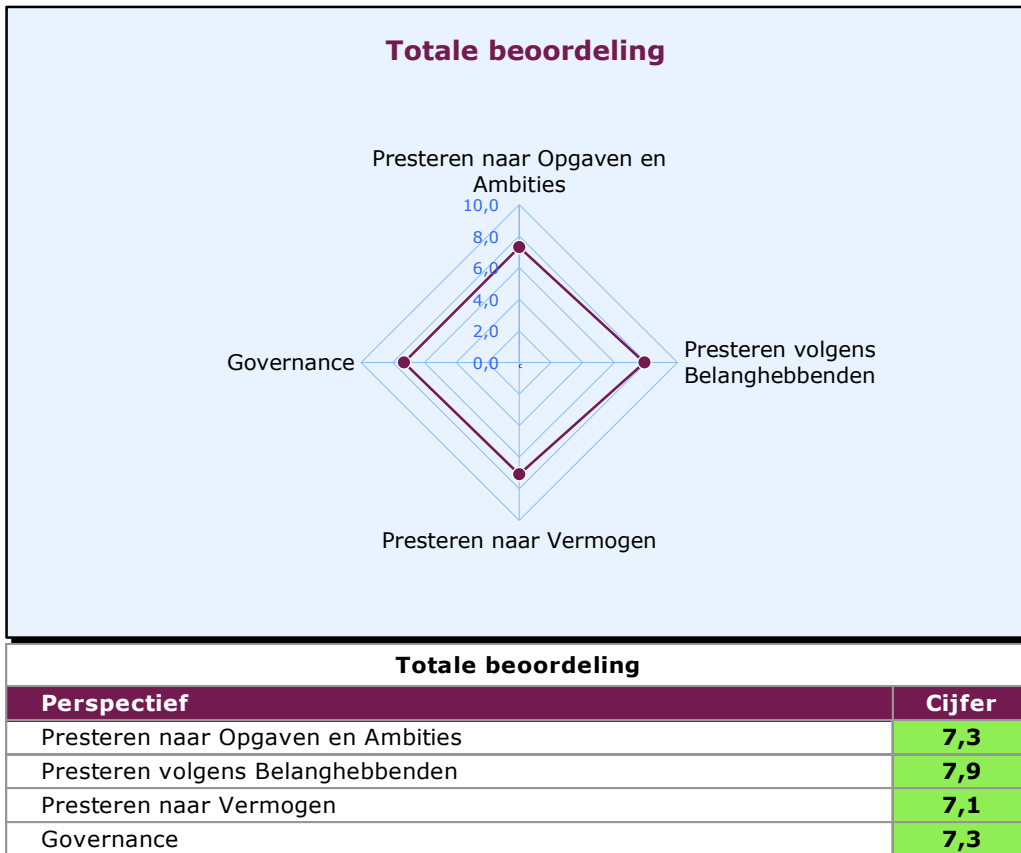 Totale beoordeling
Presteren naar Opgaven en
Ambities
10,0
8,0
6,0
4,0
2,0
0,0
c
Governance
Presteren volgens
Belanghebbenden
Presteren naar Vermogen
Totale beoordeling
Perspectief Cijfer
Presteren naar Opgaven en Ambities 7,3
Presteren volgens Belanghebbenden 7,9
Presteren naar Vermogen 7,1
Governance 7,3